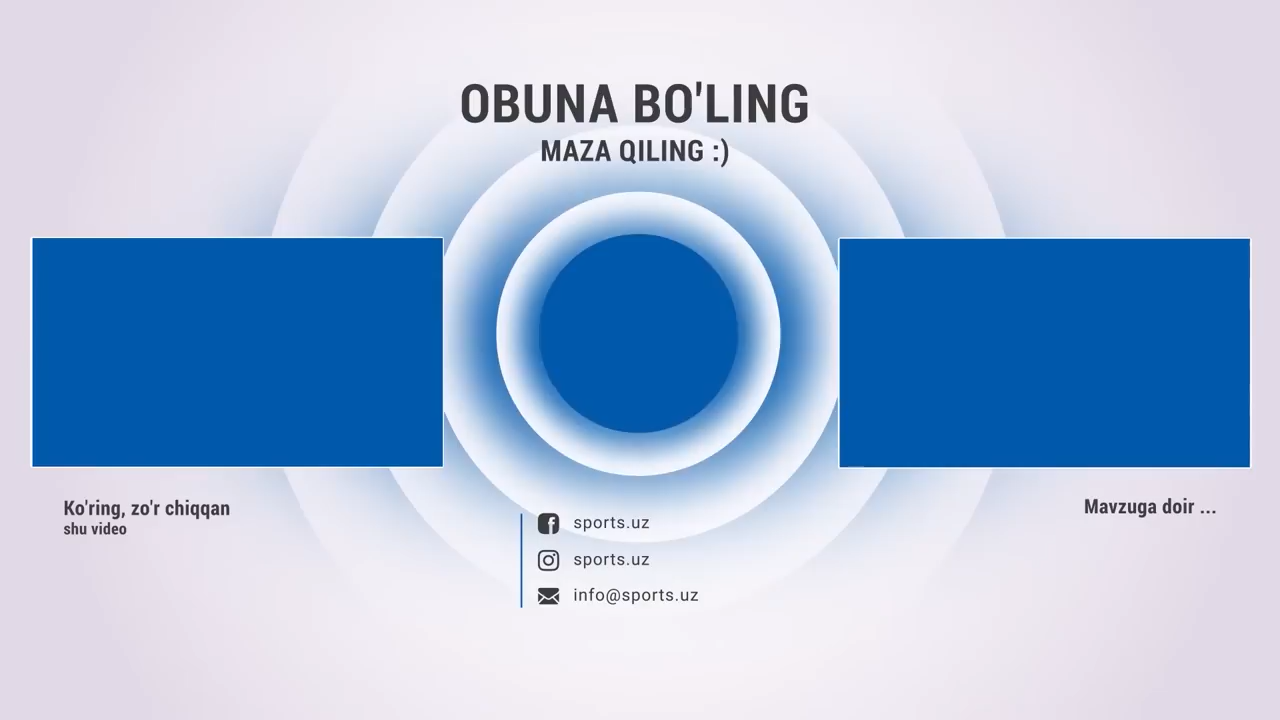 OBUNA BO'LING
MAZA QILING :)
Ko'ring, zo'r chiqqan
shu video
Mavzuga doir ...
sports.uz
sports.uz
info@sports.uz